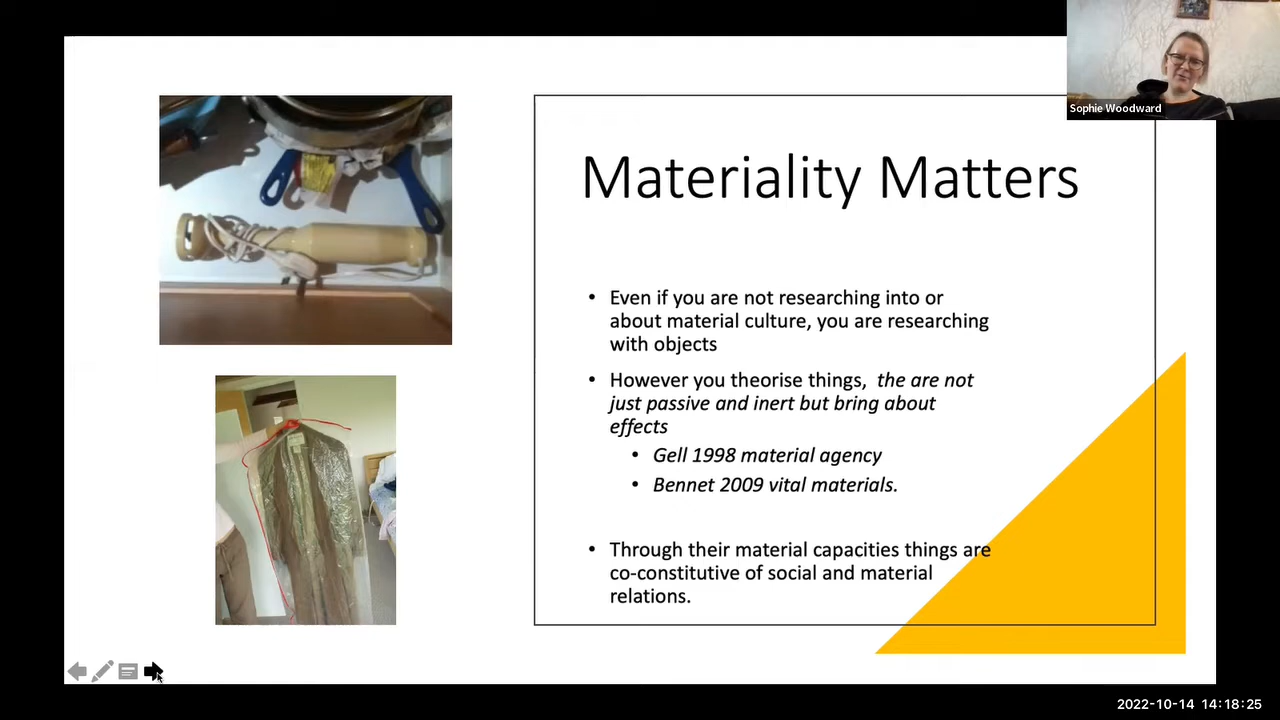 Sophie Woodward
Materiality Matters
• Even if you are not researching into or
about material culture, you are researching
with objects
• However you theorise things, the are not
just passive and inert but bring about
effects
• Gell 1998 material agency
• Bennet 2009 vital materials.
• Through their material capacities things are
co-constitutive of social and material
relations.
2022-10-14 14:18:25